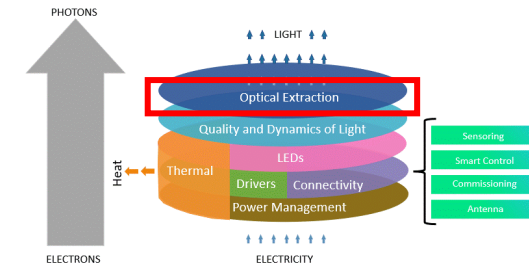 PHOTONS
LIGHT
Optical Extraction
Quality and Dynamics of Light
LEDs
Thermal
Heat
Drivers
Connectivity
Power Management
Sensoring
Smart Control
Commissioning
Antenna
ELECTRONS
ELECTRICITY